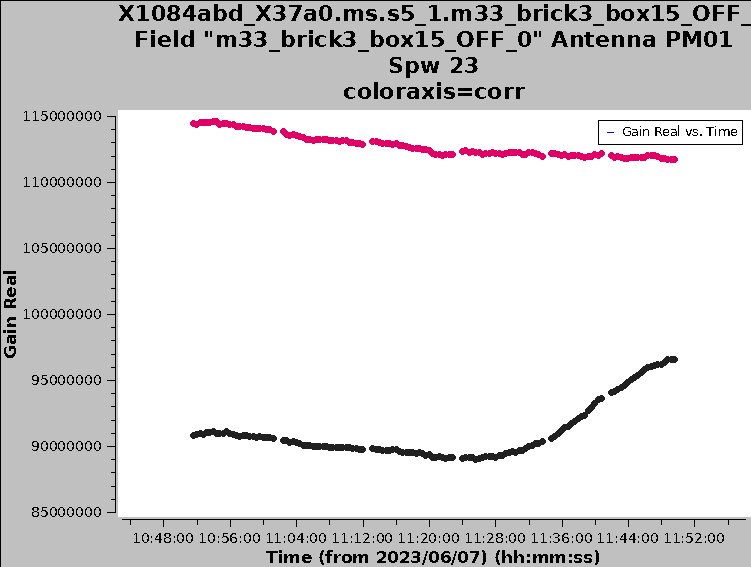 X1084abd_X37a0.ms.s5_1.m33_brick3_box15_OFF_
Field "m33_brick3_box15_OFF_0" Antenna PM01
Spw 23
coloraxis=corr
Gain Real vs. Time
115000000
110000000
105000000
100000000
95000000
90000000
85000000
Gain Real
10:48:00 10:56:00 11:04:00 11:12:00 11:20:00 11:28:00 11:36:00 11:44:00 11:52:00
Time (from 2023/06/07) (hh:mm:ss)